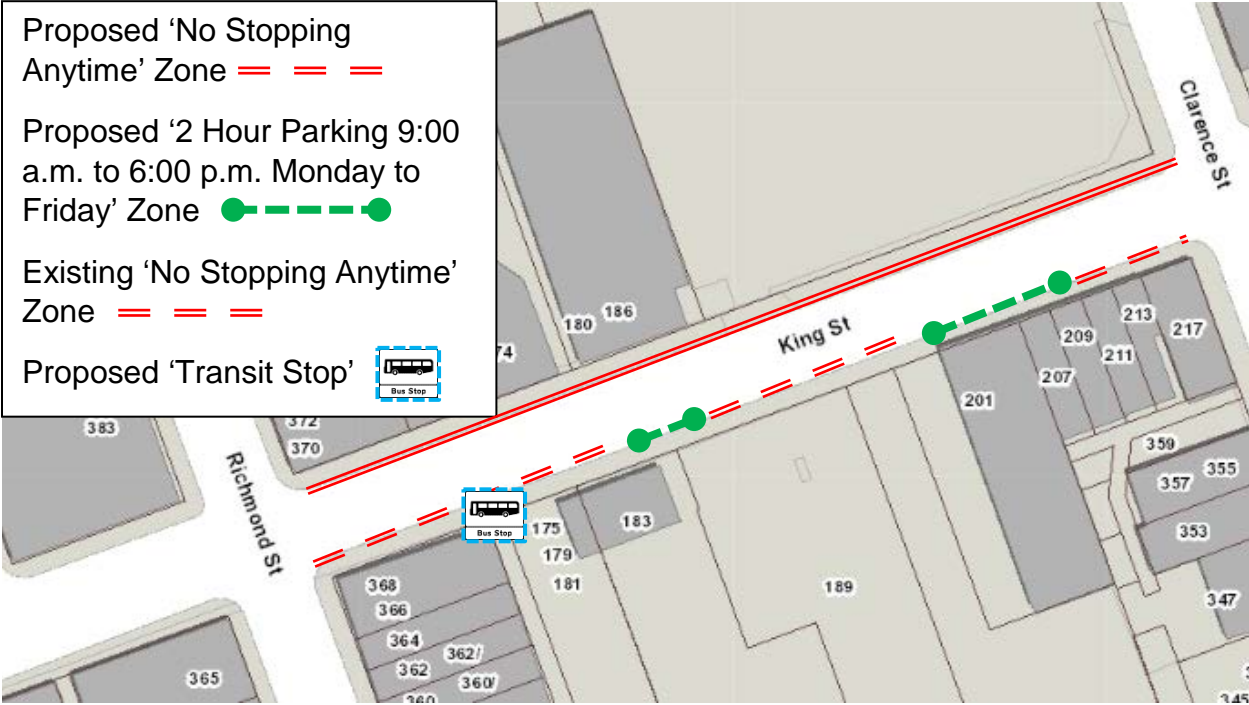 Proposed ‘No Stopping
Anytime’ Zone
Proposed ‘2 Hour Parking 9:00
a.m. to 6:00 p.m. Monday to
Friday’ Zone
Existing ‘No Stopping Anytime’
Zone
Proposed ‘Transit Stop’
Bus Stop
Clarence St
180
186
74
King St
213
217
209
211
207
201
383
372
370
Richmond St
359
355
357
353
Bus Stop
175
183
179
181
189
347
368
366
364
362/
362
360/
360
365
345